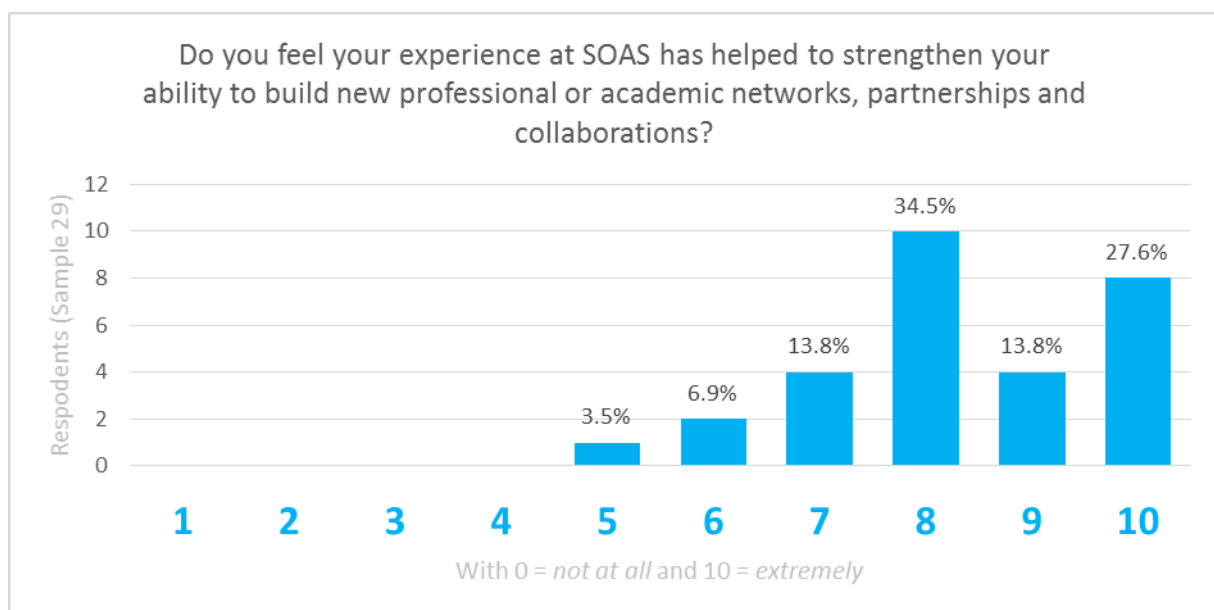 Do you feel your experience at SOAS has helped to strengthen your
ability to build new professional or academic networks, partnerships and
collaborations?
Respodents (Sample 29)
12
10
8
6
4
2
0
3.5%
6.9%
13.8%
34.5%
13.8%
27.6%
1 2 3 4 5 6 7 8 9 10
With 0 = not at all and 10 = extremely